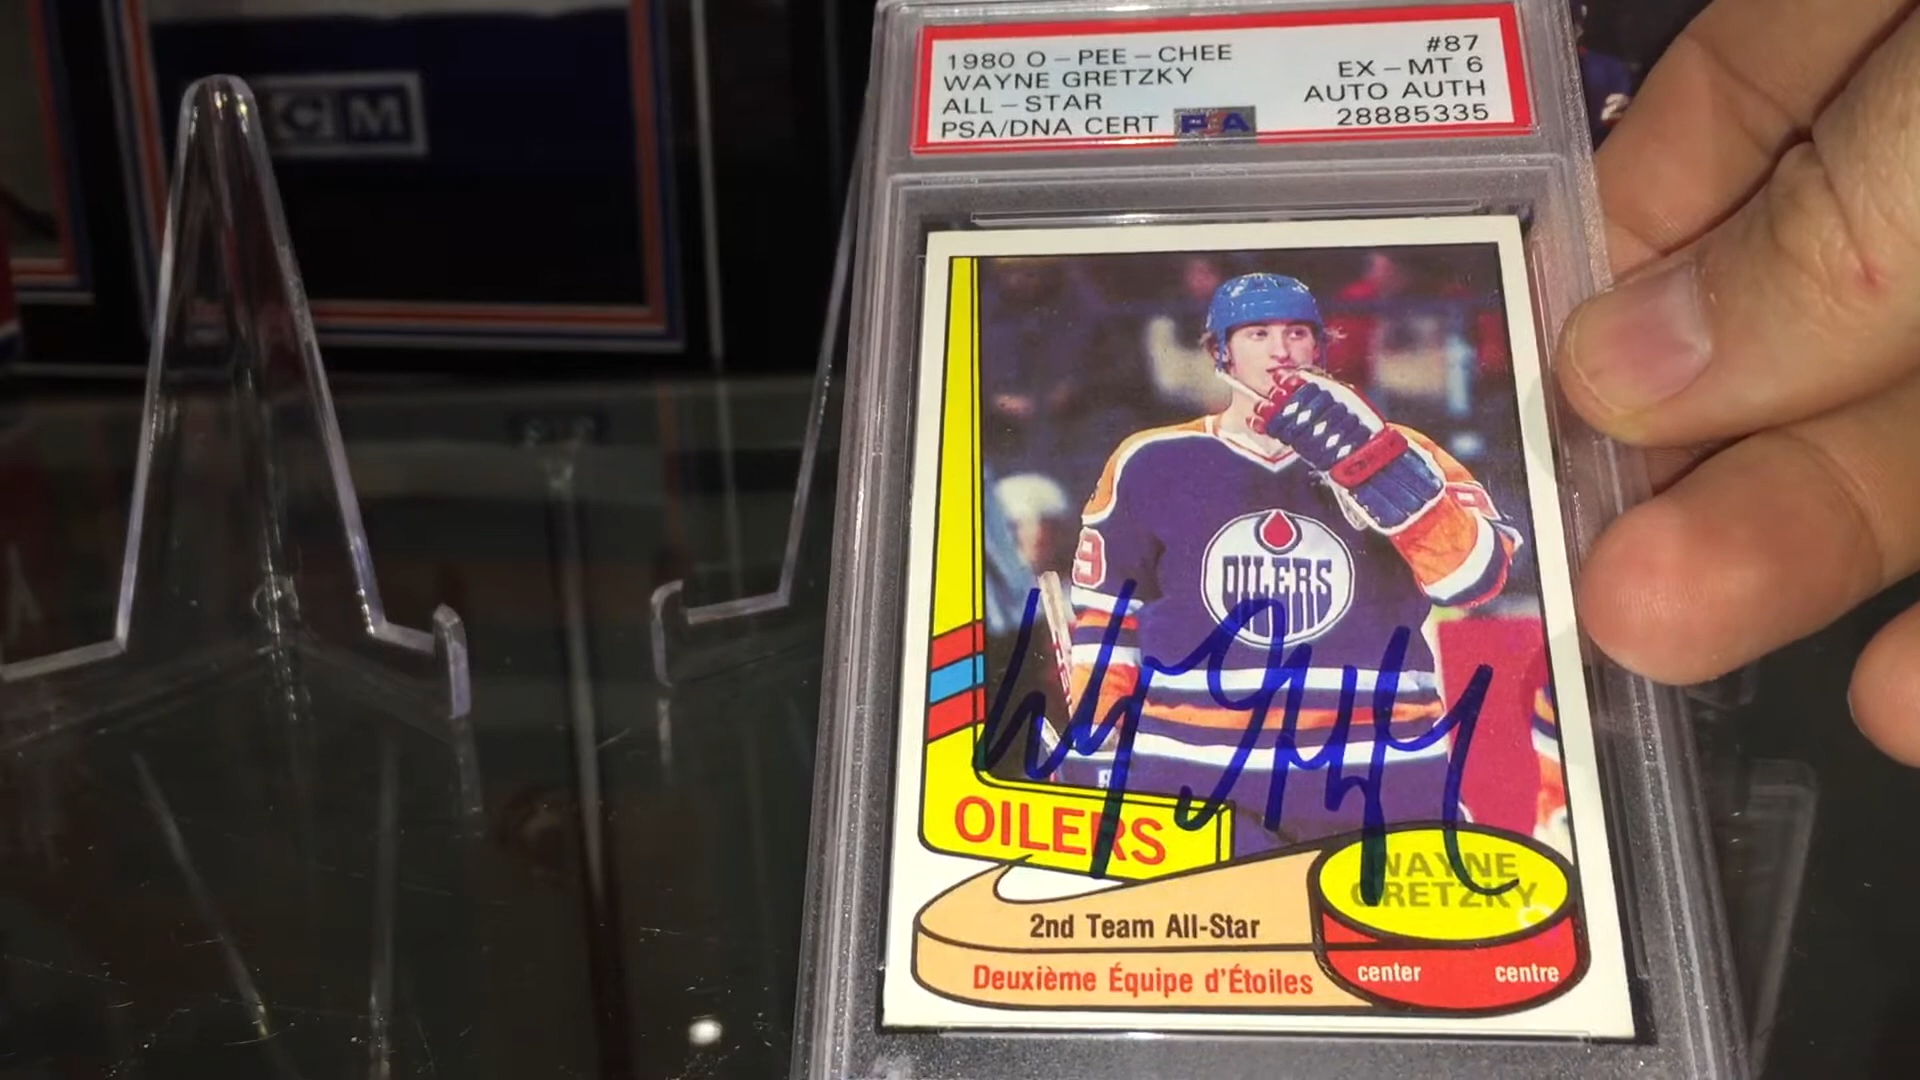 CCM
1980 O-PEE-CHEE #87
WAYNE GRETZKY EX-MT 6
ALL-STAR AUTO AUTH
PSA/DNA CERT PSA 28885335
9
OILERS
OILERS
WAYNE
GRETZKY
2nd Team All-Star
Deuxième Équipe d'Étoiles
center centre